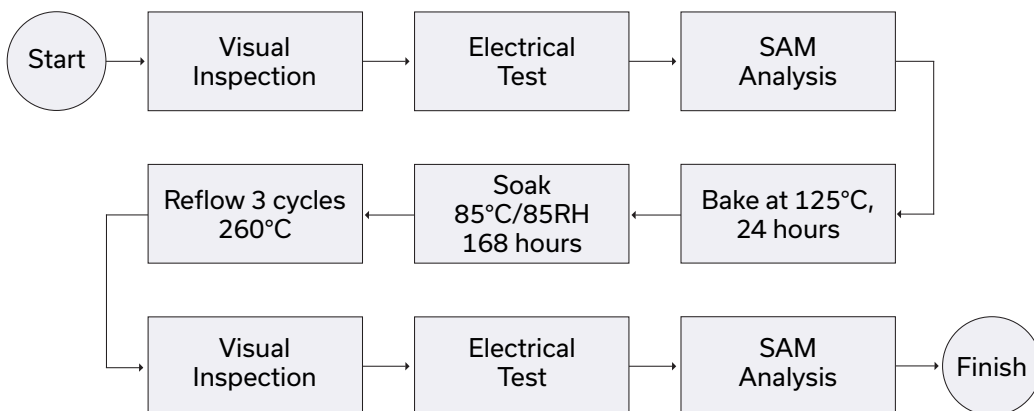 Start
Visual
Inspection
Electrical
Test
SAM
Analysis
Reflow 3 cycles
260°C
Soak
85°C/85RH
168 hours
Bake at 125°C,
24 hours
Visual
Inspection
Electrical
Test
SAM
Analysis
Finish